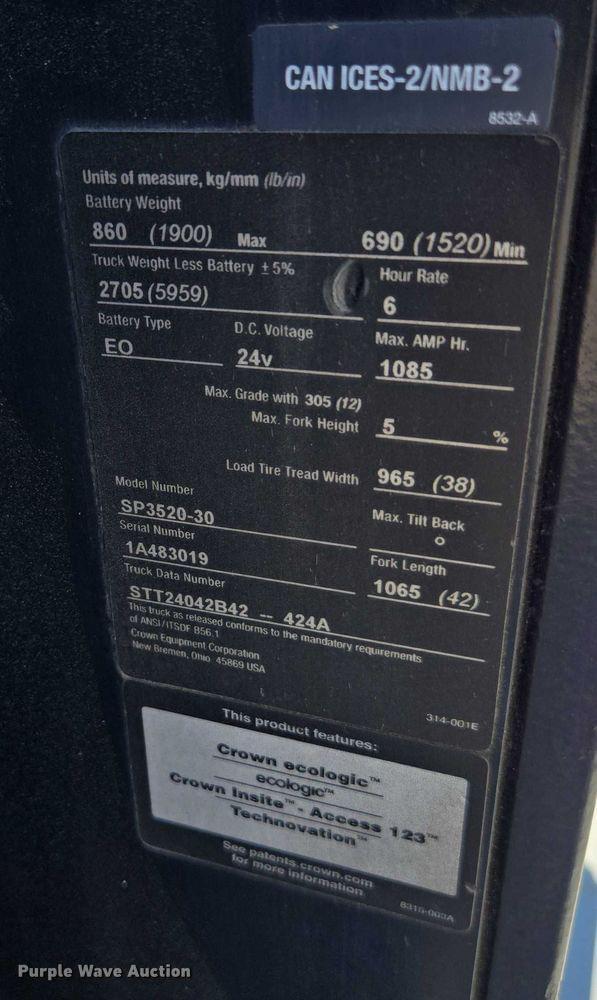 CAN ICES-2/NMB-2
8532-A
Units of measure, kg/mm (lb/in)
Battery Weight
860 (1900) Max 690 (1520) Min
Truck Weight Less Battery ± 5% Hour Rate
2705 (5959) 6
Battery Type D.C. Voltage Max. AMP Hr.
EO 24v 1085
Max. Grade with 305 (12)
Max. Fork Height 5 %
Load Tire Tread Width 965 (38)
Model Number Max. Tilt Back
SP3520-30 o
Serial Number Fork Length
1A483019 1065 (42)
Truck Data Number
STT24042B42 -- 424A
This truck as released conforms to the mandatory requirements
of ANSI/ITSDF B56.1
Crown Equipment Corporation
New Bremen, Ohio 45869 USA
314-001E
This product features:
Crown ecologic™
ecologic™
Crown Insite™ - Access 123™
Technovation™
See patents.crown.com
for more information
8315-003A
Purple Wave Auction